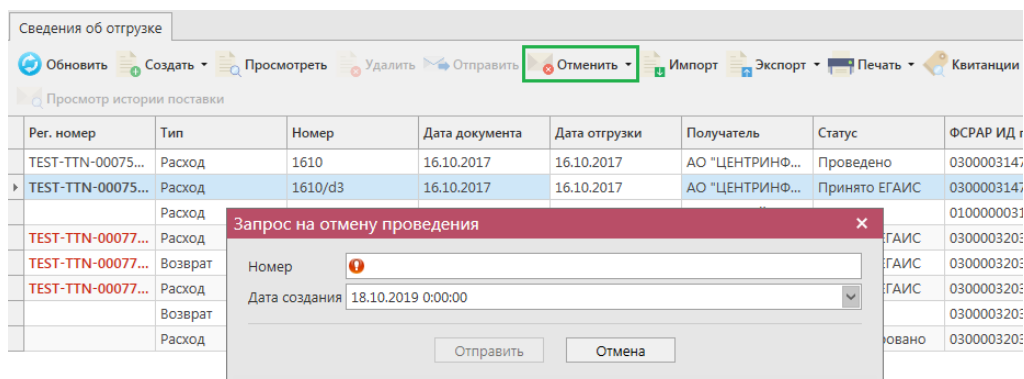 Сведения об отгрузке
Обновить Создать Просмотреть Удалить Отправить Отменить Импорт Экспорт Печать Квитанции
Просмотр истории поставки
Рег. номер Тип Номер Дата документа Дата отгрузки Получатель Статус ФСРАР ИД
TEST-TTN-00075... Расход 1610 16.10.2017 16.10.2017 АО "ЦЕНТРИНФ... Проведено 0300003147
TEST-TTN-00075... Расход 1610/d3 16.10.2017 16.10.2017 АО "ЦЕНТРИНФ... Принято ЕГАИС 0300003147
Расход 0100000031
Запрос на отмену проведения
TEST-TTN-00077... Расход ЕГАИС 0300003203
TEST-TTN-00077... Возврат ЕГАИС 0300003203
Номер
TEST-TTN-00077... Расход ЕГАИС 0300003203
Дата создания 18.10.2019 0:00:00
Возврат 0300003203
Расход овано 0300003203
Отправить Отмена